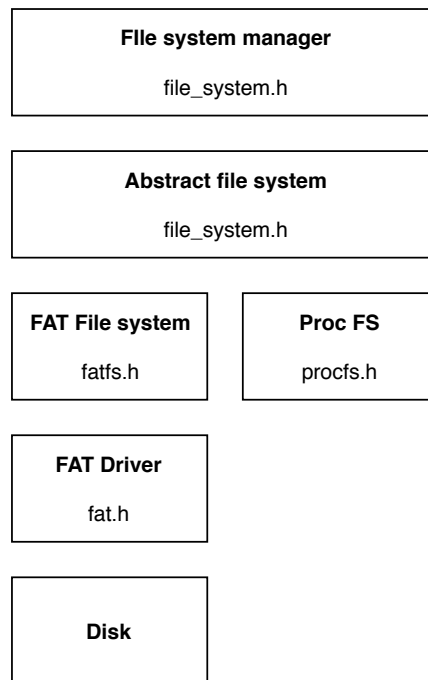 FIle system manager
file_system.h
Abstract file system
file_system.h
FAT File system
fatfs.h
Proc FS
procfs.h
FAT Driver
fat.h
Disk